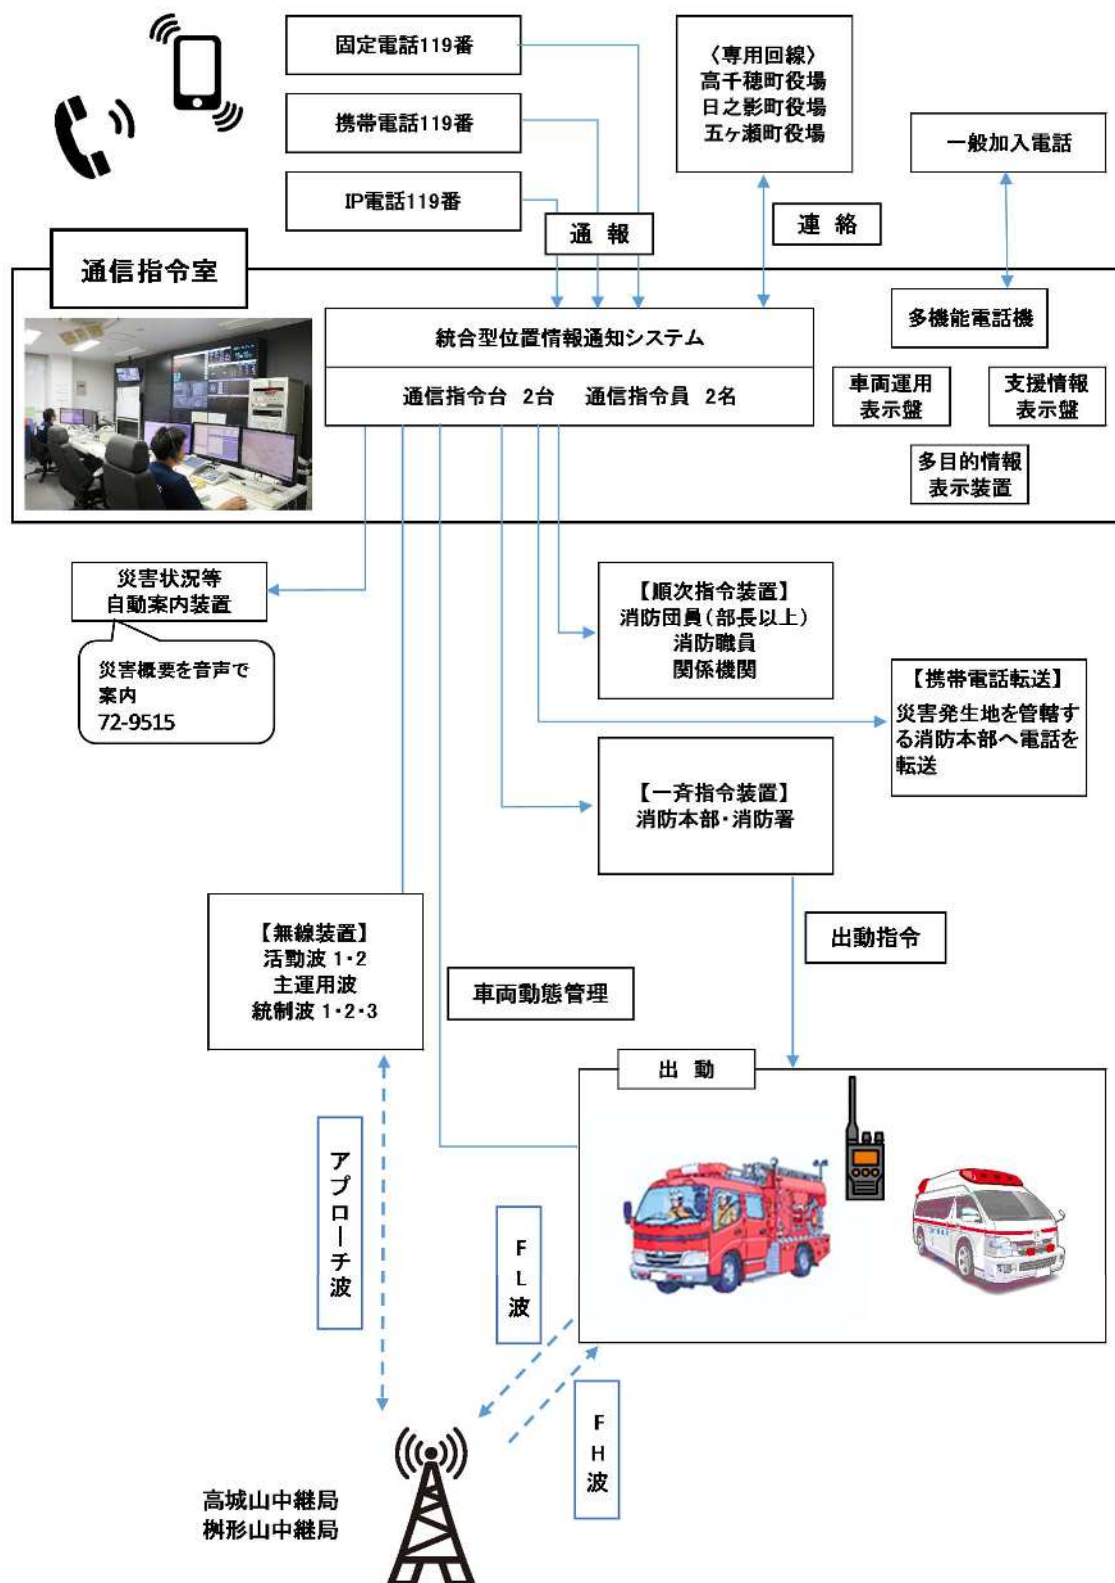 固定電話119番
携帯電話119番
IP電話119番
〈専用回線〉
高千穂町役場
日之影町役場
五ヶ瀬町役場
一般加入電話
通 報
連 絡
通信指令室
統合型位置情報通知システム
通信指令台 2台 通信指令員 2名
多機能電話機
車両運用
表示盤
支援情報
表示盤
多目的情報
表示装置
災害状況等
自動案内装置
災害概要を音声で
案内
72-9515
【順次指令装置】
消防団員(部長以上)
消防職員
関係機関
【携帯電話転送】
災害発生地を管轄す
る消防本部へ電話を
転送
【一斉指令装置】
消防本部・消防署
【無線装置】
活動波 1・2
主運用波
統制波 1・2・3
車両動態管理
出動指令
出 動
アプローチ波
FL波
FH波
高城山中継局
桝形山中継局